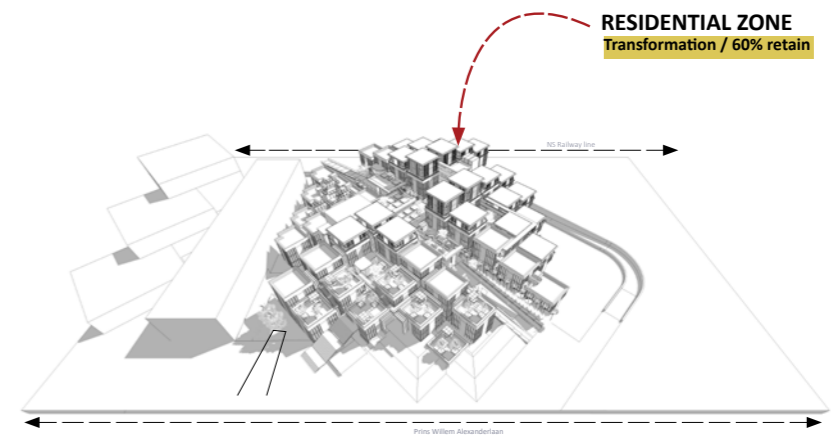 RESIDENTIAL ZONE
Transformation / 60% retain
NS Railway line
Prins Willem Alexanderlaan